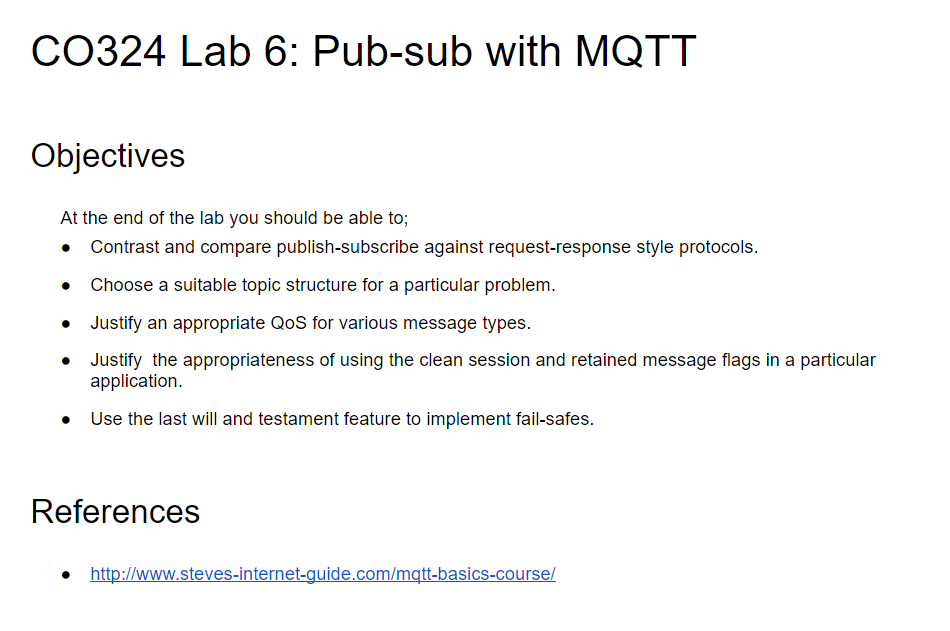 CO324 Lab 6: Pub-sub with MQTT
Objectives
At the end of the lab you should be able to;
● Contrast and compare publish-subscribe against request-response style protocols.
● Choose a suitable topic structure for a particular problem.
● Justify an appropriate QoS for various message types.
● Justify  the appropriateness of using the clean session and retained message flags in a particular
application.
● Use the last will and testament feature to implement fail-safes.
References
● http://www.steves-internet-guide.com/mqtt-basics-course/